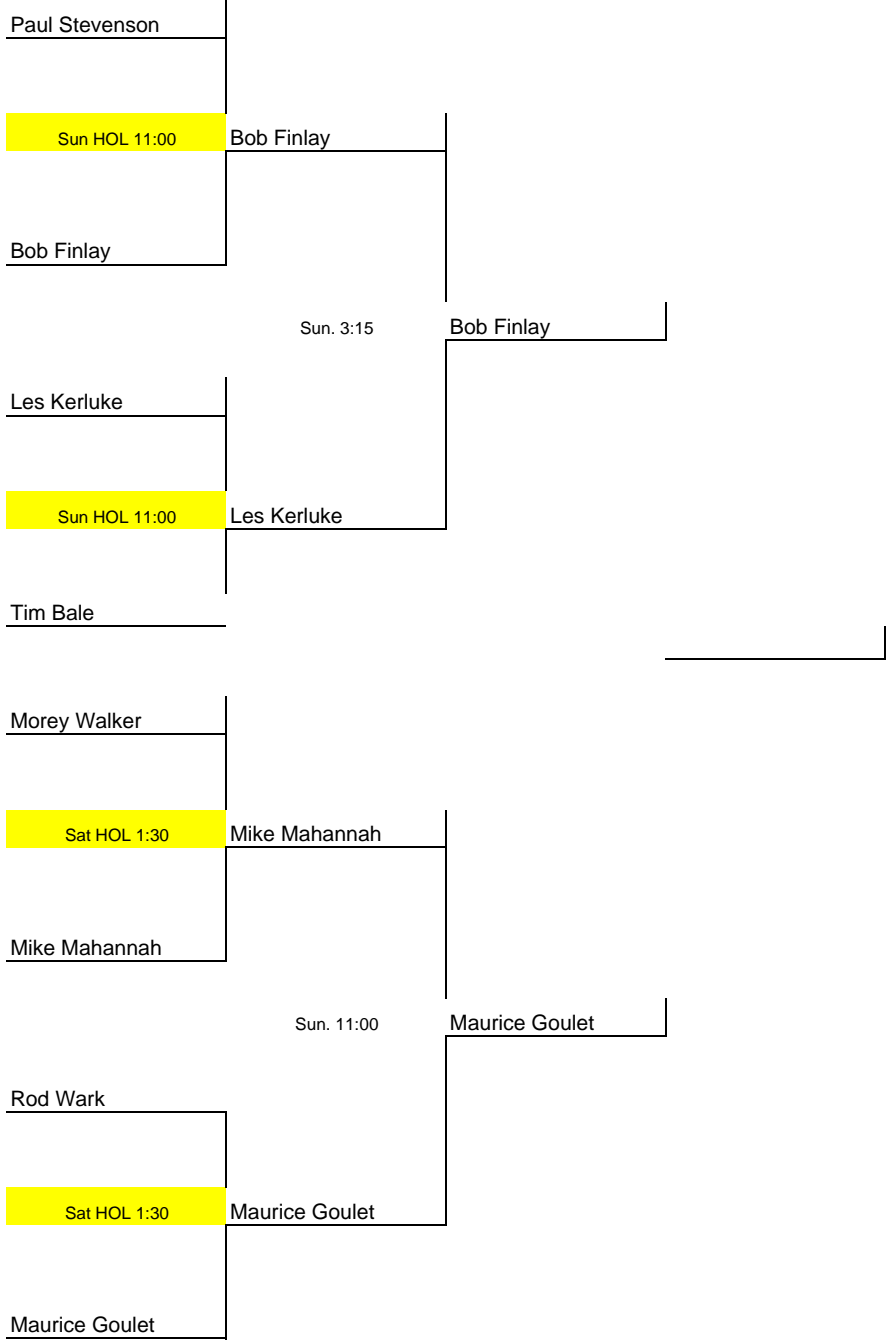 Paul Stevenson
Sun HOL 11:00 Bob Finlay
Bob Finlay
Sun. 3:15 Bob Finlay
Les Kerluke
Sun HOL 11:00 Les Kerluke
Tim Bale
Morey Walker
Sat HOL 1:30 Mike Mahannah
Mike Mahannah
Sun. 11:00 Maurice Goulet
Rod Wark
Sat HOL 1:30 Maurice Goulet
Maurice Goulet